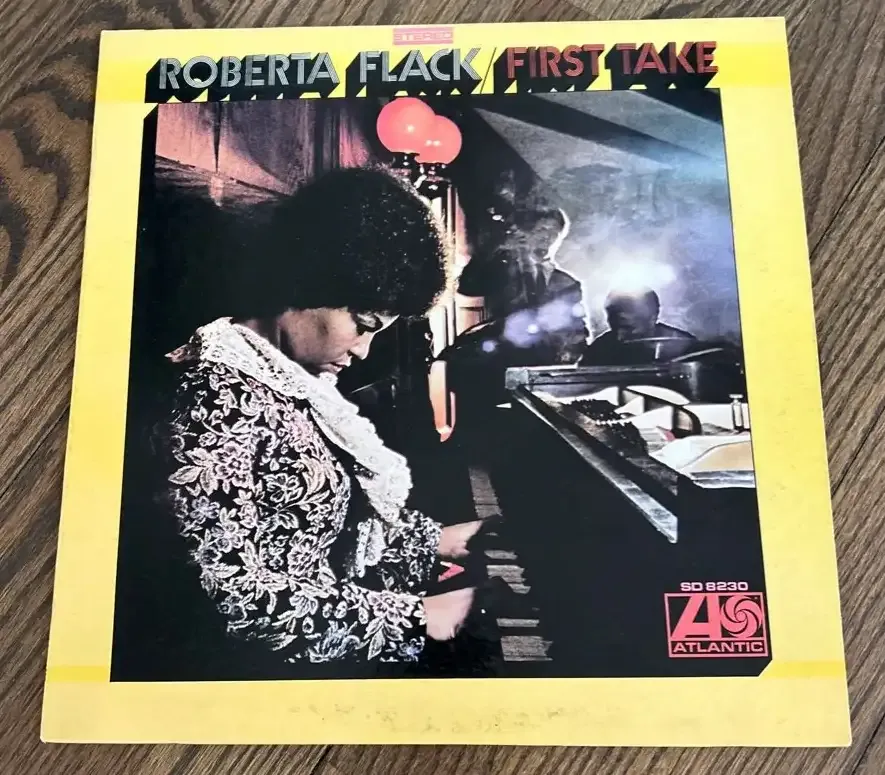 STEREO
ROBERTA FLACK/FIRST TAKE
SD 8230
ATLANTIC